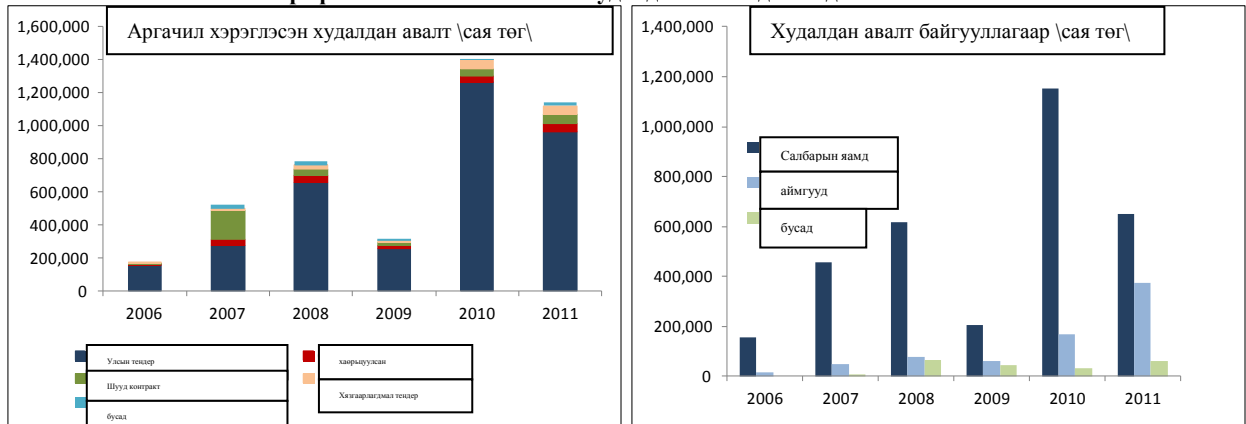 Аргачил хэрэглэсэн худалдан авалт \сая төг\
1,600,000
1,400,000
1,200,000
1,000,000
800,000
600,000
400,000
200,000
0
2006 2007 2008 2009 2010 2011
Улсын тендер
хаөрьцуулсан
Шууд контракт
Хязгаарлагдмал тендер
бусад
Худалдан авалт байгууллагаар \сая төг\
1,400,000
1,200,000
1,000,000
800,000
600,000
400,000
200,000
0
Салбарын яамд
аймгууд
бусад
2006 2007 2008 2009 2010 2011